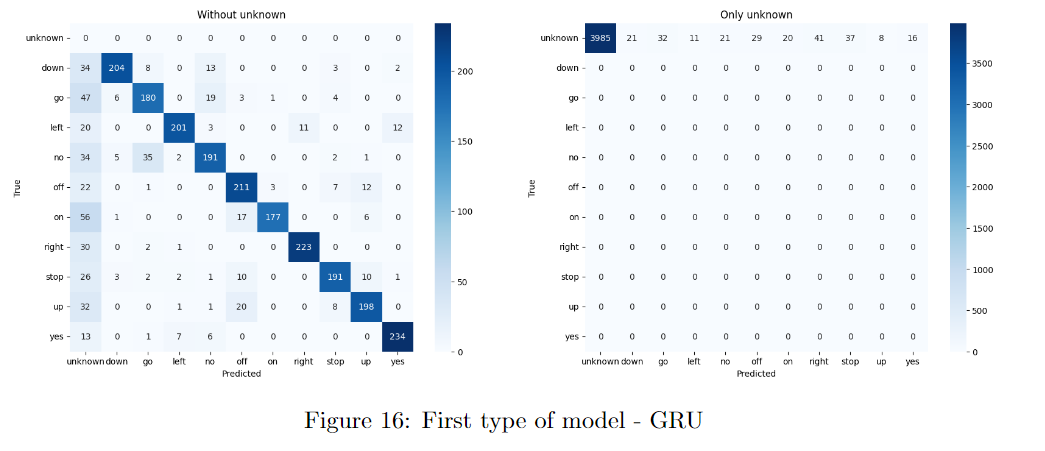 Without unknown
unknown 0 0 0 0 0 0 0 0 0 0 0
down 34 204 8 0 13 0 0 0 3 0 2
go 47 6 180 0 19 3 1 0 4 0 0
left 20 0 0 201 3 0 0 11 0 0 12
no 34 5 35 2 191 0 0 0 2 1 0
off 22 0 1 0 0 211 3 0 7 12 0
on 56 1 0 0 0 17 177 0 0 6 0
right 30 0 2 1 0 0 0 223 0 0 0
stop 26 3 2 2 1 10 0 0 191 10 1
up 32 0 0 1 1 20 0 0 8 198 0
yes 13 0 1 7 6 0 0 0 0 0 234
unknown down go left no off on right stop up yes
Predicted
True
200
150
100
50
0
Only unknown
unknown 3985 21 32 11 21 29 20 41 37 8 16
down 0 0 0 0 0 0 0 0 0 0 0
go 0 0 0 0 0 0 0 0 0 0 0
left 0 0 0 0 0 0 0 0 0 0 0
no 0 0 0 0 0 0 0 0 0 0 0
off 0 0 0 0 0 0 0 0 0 0 0
on 0 0 0 0 0 0 0 0 0 0 0
right 0 0 0 0 0 0 0 0 0 0 0
stop 0 0 0 0 0 0 0 0 0 0 0
up 0 0 0 0 0 0 0 0 0 0 0
yes 0 0 0 0 0 0 0 0 0 0 0
unknown down go left no off on right stop up yes
Predicted
True
3500
3000
2500
2000
1500
1000
500
0
Figure 16: First type of model - GRU